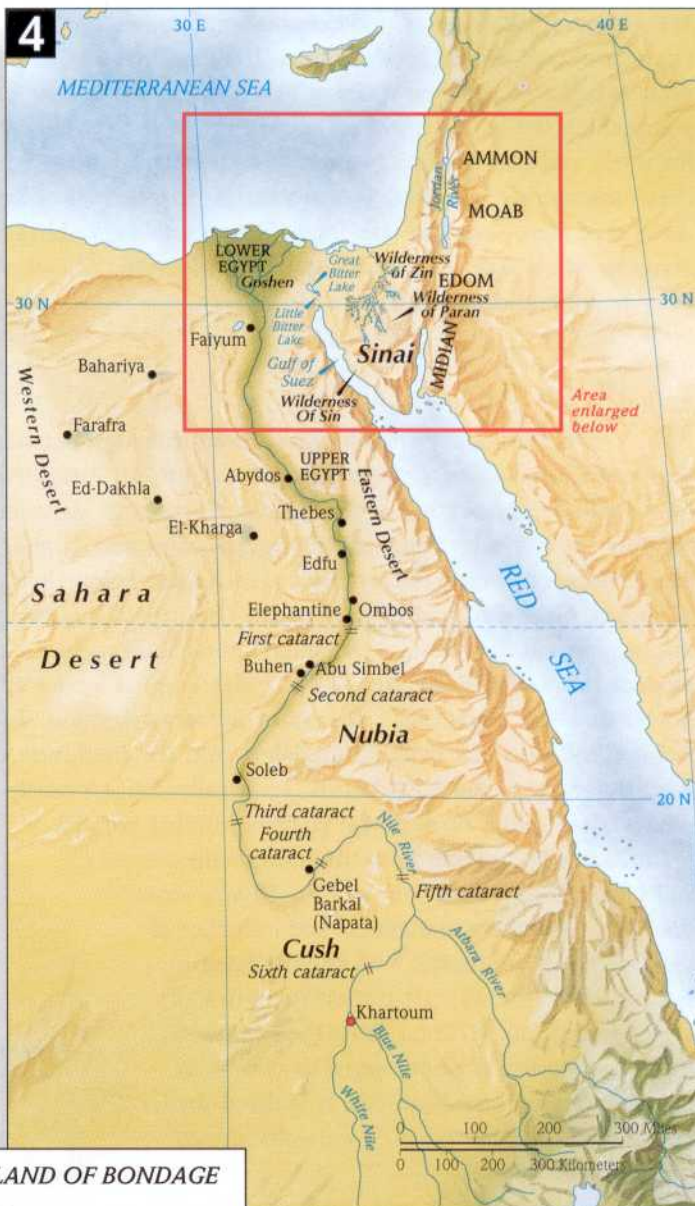 4
30 E
40 E
MEDITERRANEAN SEA
AMMON
Jordan
River
MOAB
LOWER
EGYPT
Goshen
Great
Bitter
Lake
Wilderness
of Zin
EDOM
30 N
30 N
Little
Bitter
Lake
Wilderness
of Paran
Faiyum
Sinai
MIDIAN
Bahariya
Gulf of
Suez
Wilderness
Of Sin
Area
enlarged
below
Western Desert
Farafra
UPPER
EGYPT
Abydos
Eastern Desert
Ed-Dakhla
Thebes
El-Kharga
Edfu
RED
SEA
Sahara
Desert
Elephantine
Ombos
First cataract
Buhen
Abu Simbel
Second cataract
Nubia
Soleb
20 N
Third cataract
Fourth
cataract
Nile River
Gebel
Barkal
(Napata)
Fifth cataract
Cush
Atbara River
Sixth cataract
Khartoum
Blue Nile
White Nile
0 100 200 300 Miles
0 100 200 300 Kilometers
LAND OF BONDAGE